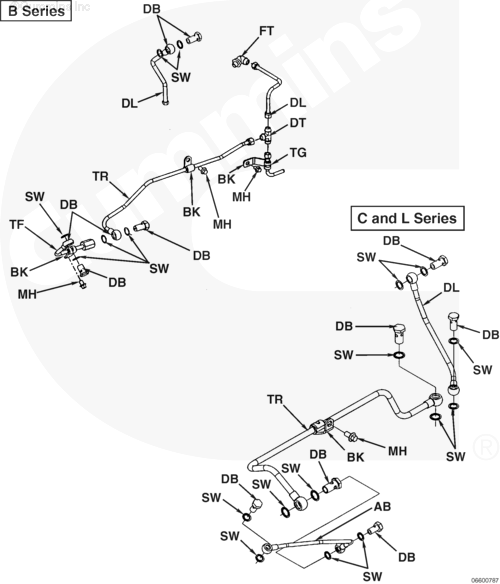 B Series
DB
FT
SW
DL
DL
DT
TG
TR
BK
MH
BK
MH
SW
DB
TF
C and L Series
DB
BK
SW
DB
SW
DB
MH
DL
DB
DB
SW
SW
TR
BK
MH
SW
DB
SW
DB
SW
SW
AB
SW
SW
DB
06600787
cummins
®